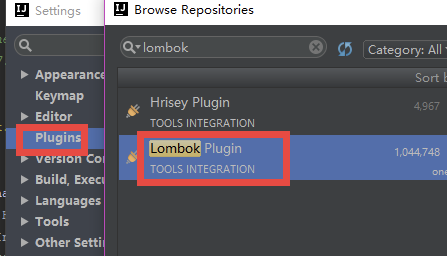 Settings
Appearance
Keymap
Editor
Plugins
Version Con
Build, Execu
Languages
Tools
Other Settin
Browse Repositories
lombok
Category: All
Sort b
Hrisey Plugin
4,967
TOOLS INTEGRATION
Lombok Plugin
1,044,748
TOOLS INTEGRATION
one